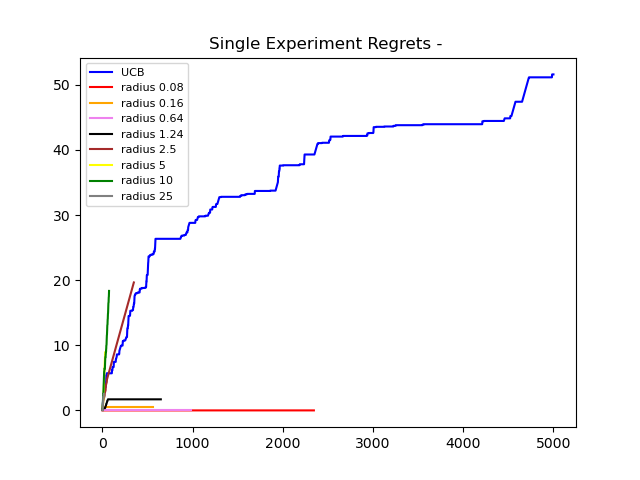 Single Experiment Regrets -
UCB
radius 0.08
radius 0.16
radius 0.64
radius 1.24
radius 2.5
radius 5
radius 10
radius 25
50
40
30
20
10
0
0 1000 2000 3000 4000 5000